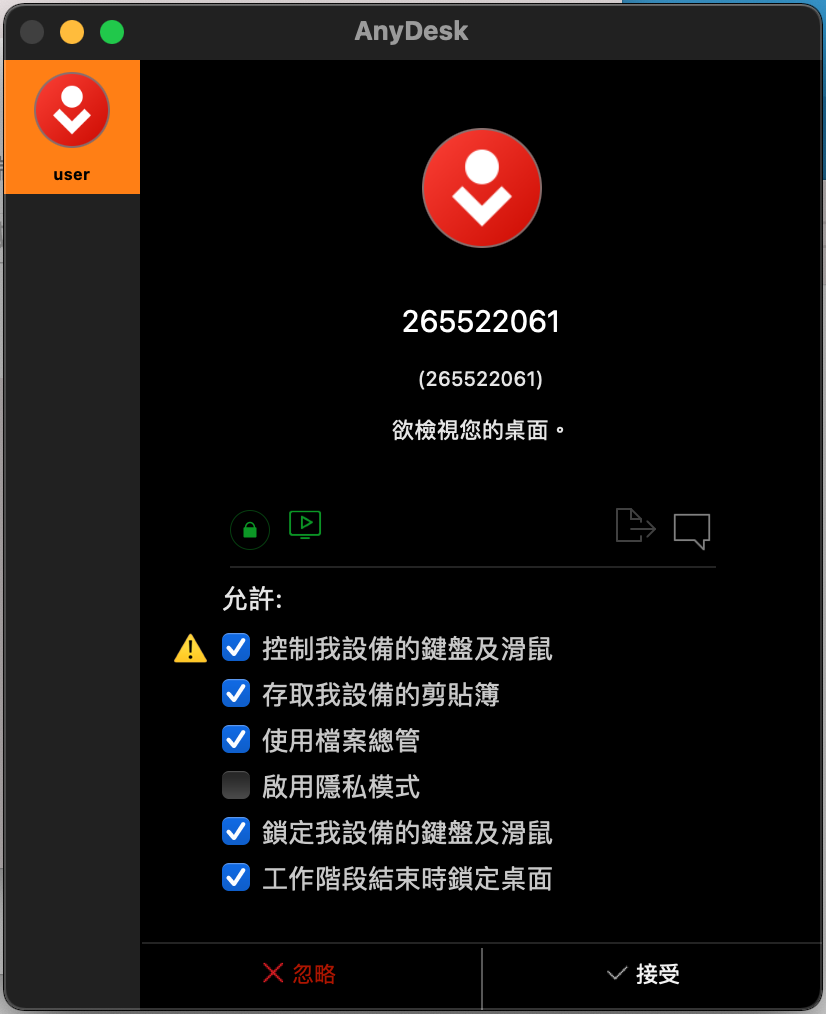 AnyDesk
user
265522061
(265522061)
欲檢視您的桌面。
允許:
控制我設備的鍵盤及滑鼠
存取我設備的剪貼簿
使用檔案總管
啟用隱私模式
鎖定我設備的鍵盤及滑鼠
工作階段結束時鎖定桌面
忽略
接受